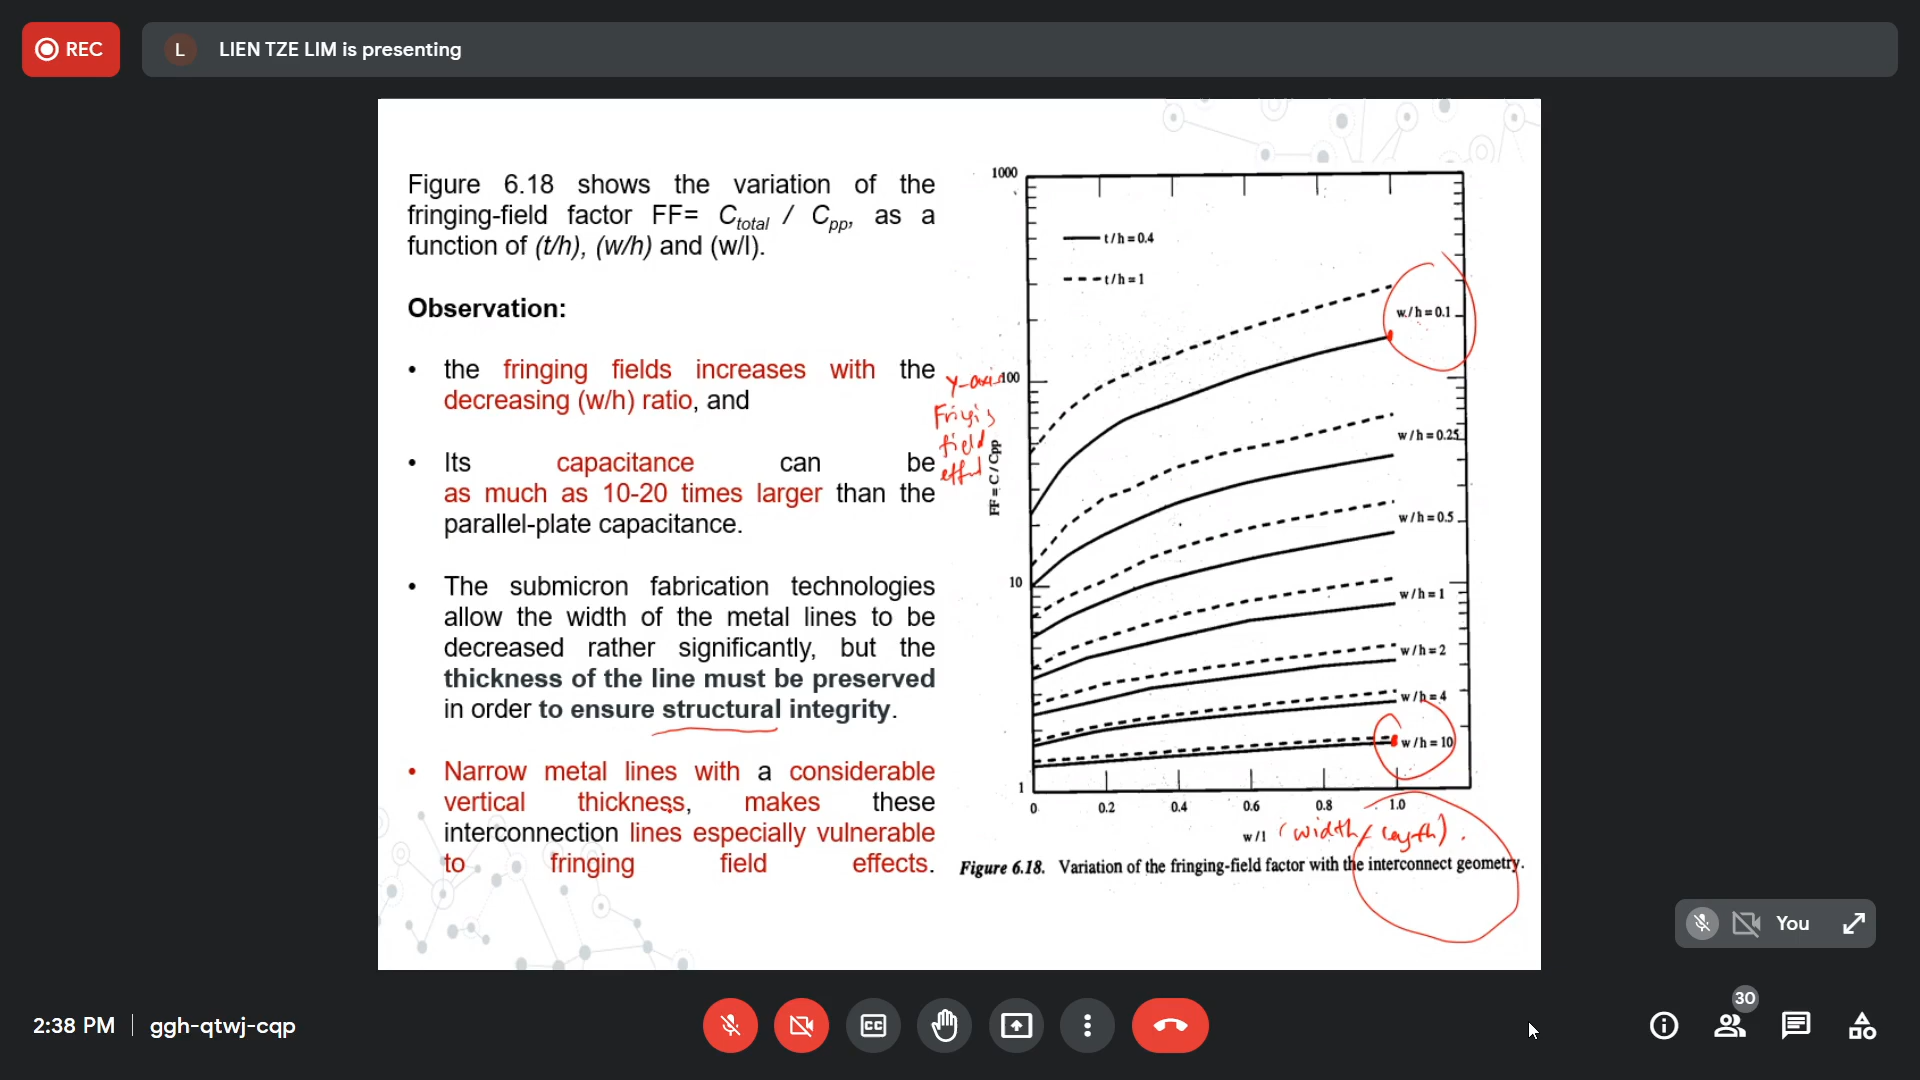 REC
L
LIEN TZE LIM is presenting
Figure 6.18 shows the variation of the
fringing-field factor FF= Ctotal / Cpp, as a
function of (t/h), (w/h) and (w/l).
Observation:
• the fringing fields increases with the
decreasing (w/h) ratio, and
• Its capacitance can be
as much as 10-20 times larger than the
parallel-plate capacitance.
• The submicron fabrication technologies
allow the width of the metal lines to be
decreased rather significantly, but the
thickness of the line must be preserved
in order to ensure structural integrity.
• Narrow metal lines with a considerable
vertical thickness, makes these
interconnection lines especially vulnerable
to fringing field effects.
1000
t/h=0.4
t/h=1
w/h=0.1
y-axis
100
field
FF = C / Cpp
w/h=0.25
w/h=0.5
10
w/h=1
w/h=2
w/h=4
w/h=10
1
0 0.2 0.4 0.6 0.8 1.0
w/l (width/length).
Figure 6.18. Variation of the fringing-field factor with the interconnect geometry.
You
2:38 PM
ggh-qtwj-cqp
CC
30